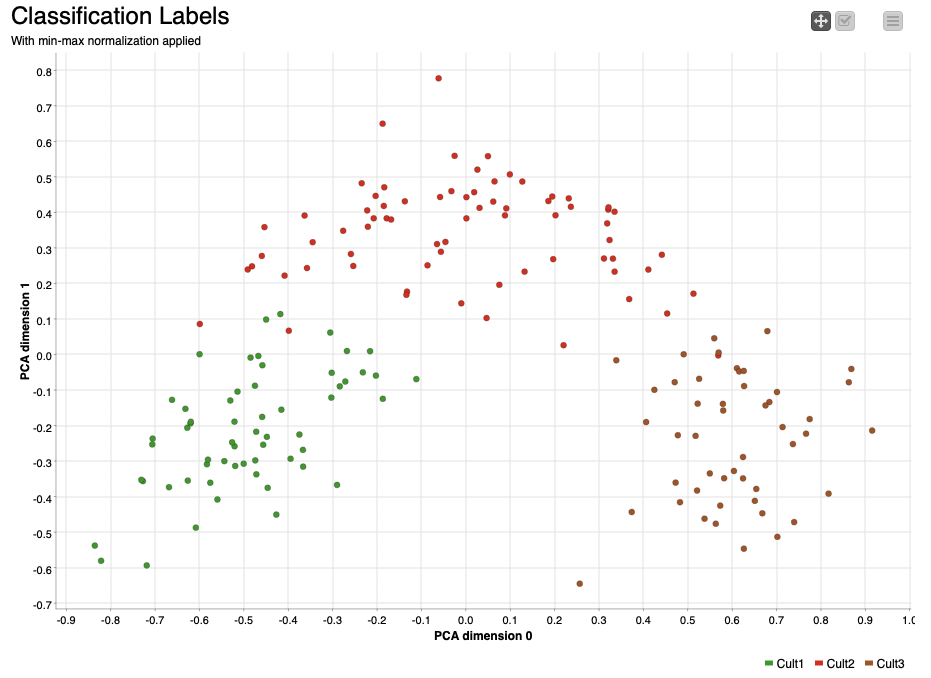 Classification Labels
With min-max normalization applied
0.8
0.7
0.6
0.5
0.4
0.3
0.2
0.1
0.0
-0.1
-0.2
-0.3
-0.4
-0.5
-0.6
-0.7
PCA dimension 1
-0.9 -0.8 -0.7 -0.6 -0.5 -0.4 -0.3 -0.2 -0.1 0.0 0.1 0.2 0.3 0.4 0.5 0.6 0.7 0.8 0.9 1.0
PCA dimension 0
Cult1 Cult2 Cult3